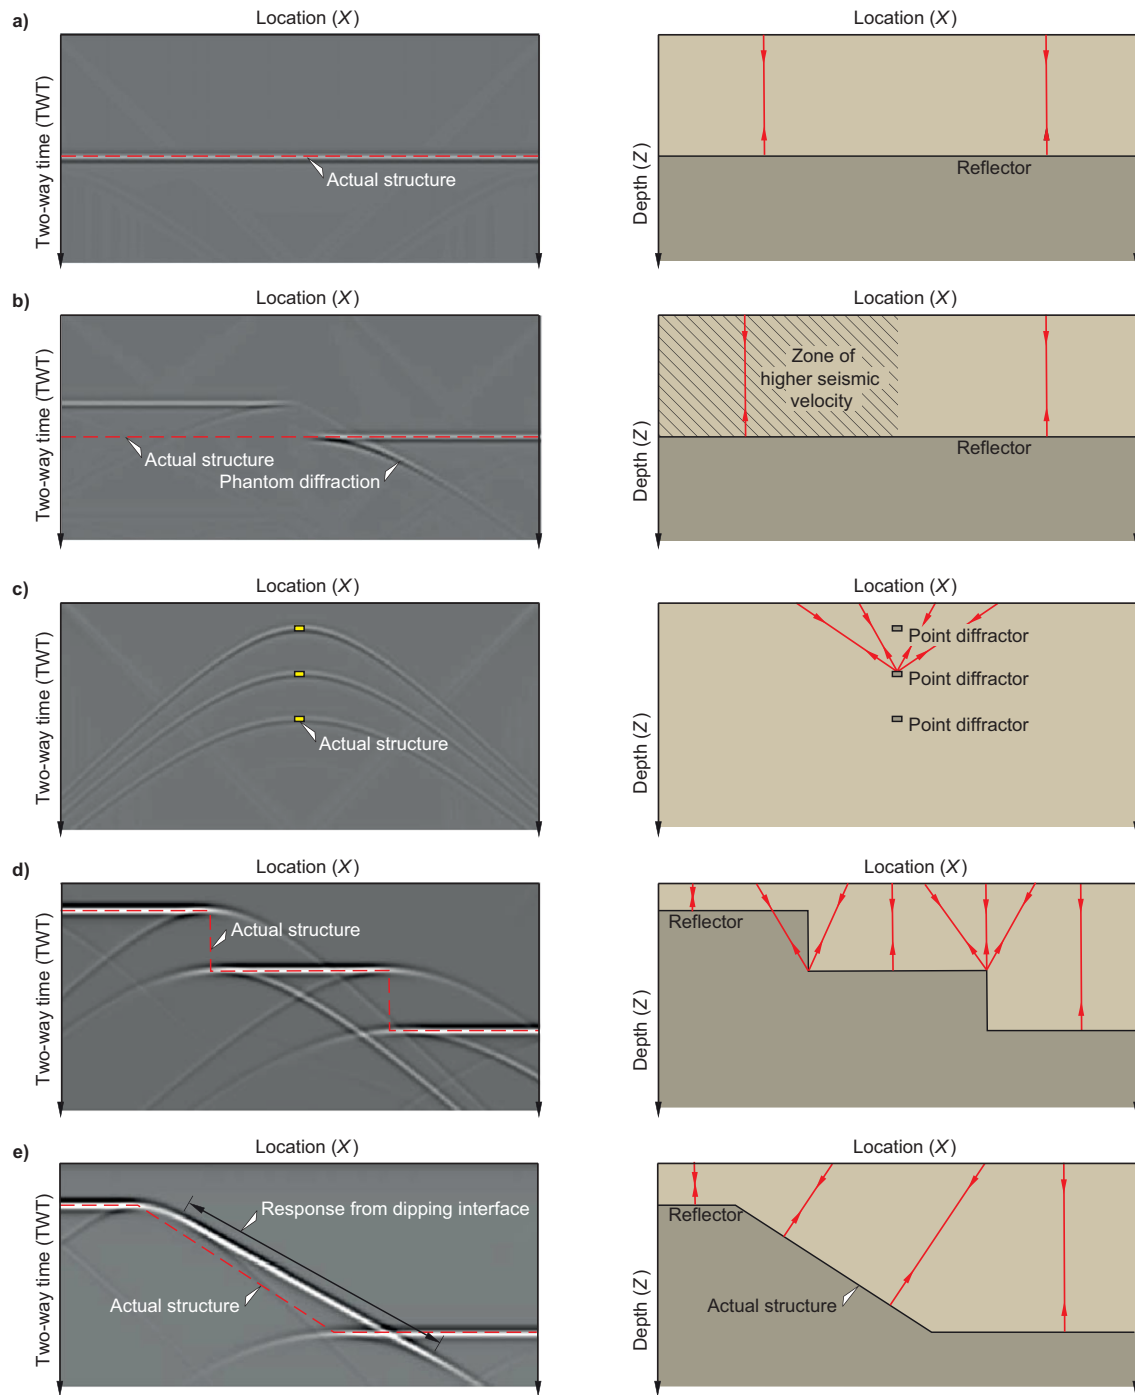 a)
Location (X)
Two-way time (TWT)
Actual structure
Location (X)
Depth (Z)
Reflector
b)
Location (X)
Two-way time (TWT)
Actual structure
Phantom diffraction
Location (X)
Depth (Z)
Zone of
higher seismic
velocity
Reflector
c)
Location (X)
Two-way time (TWT)
Actual structure
Location (X)
Depth (Z)
Point diffractor
Point diffractor
Point diffractor
d)
Location (X)
Two-way time (TWT)
Actual structure
Location (X)
Depth (Z)
Reflector
e)
Location (X)
Two-way time (TWT)
Response from dipping interface
Actual structure
Location (X)
Depth (Z)
Reflector
Actual structure